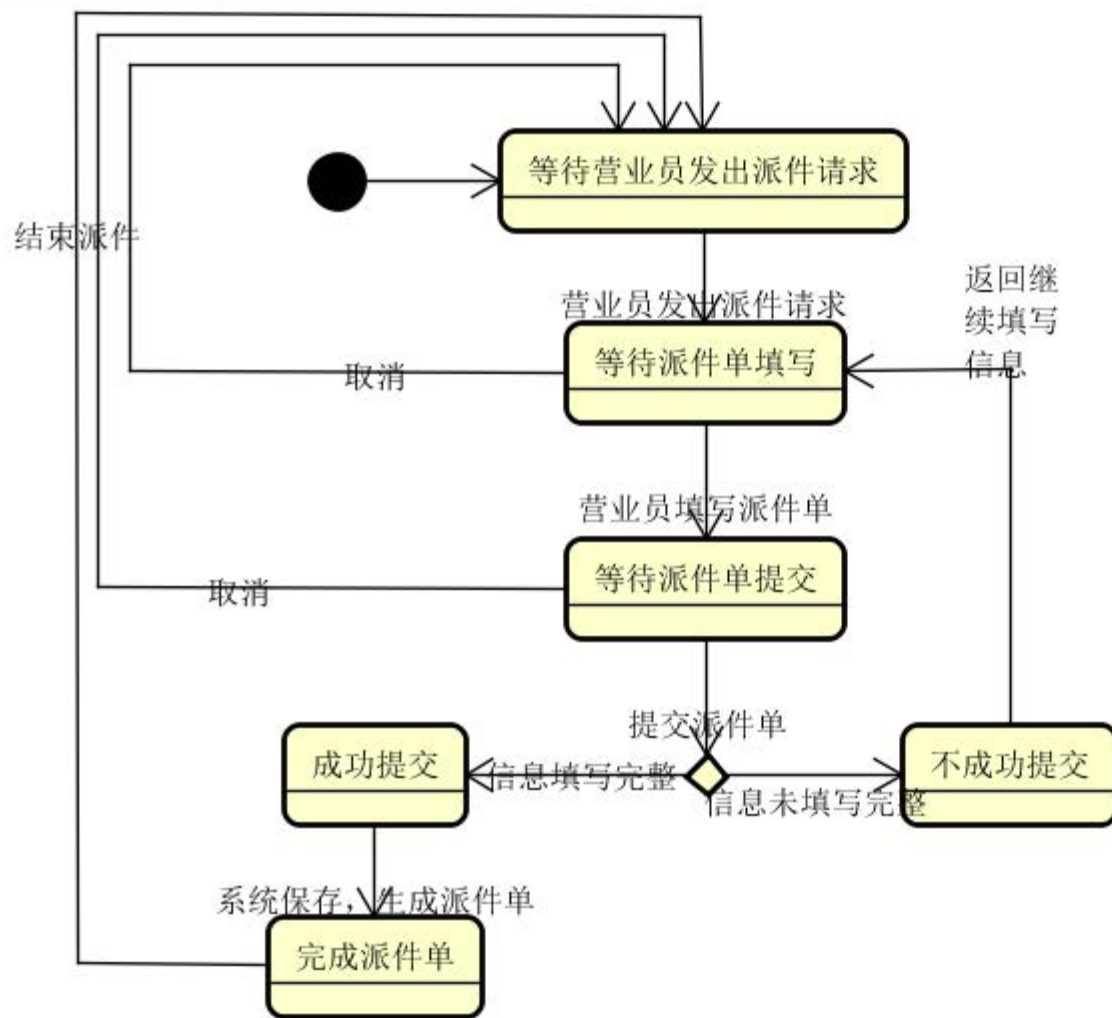 等待营业员发出派件请求
结束派件
返回继
续填写
信息
营业员发出派件请求
等待派件单填写
取消
营业员填写派件单
等待派件单提交
取消
提交派件单
成功提交
信息填写完整
不成功提交
信息未填写完整
系统保存，生成派件单
完成派件单